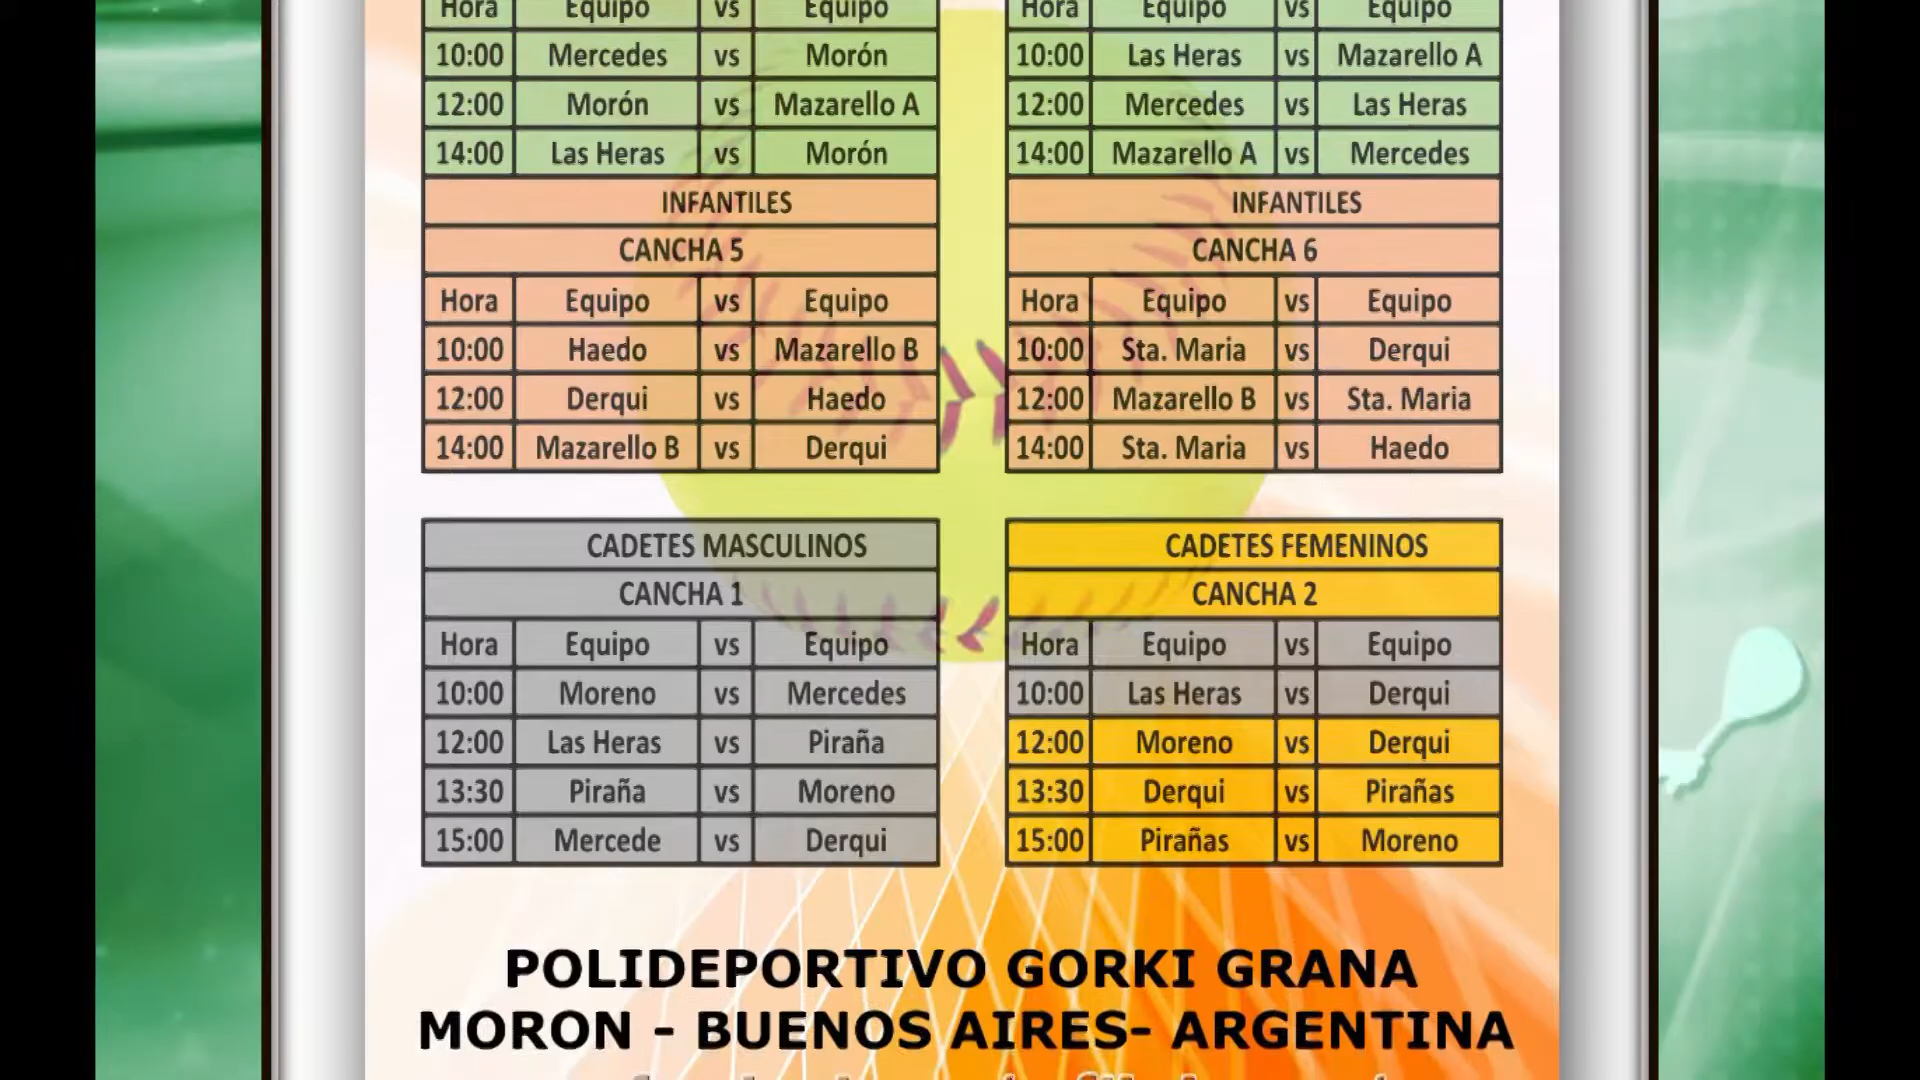 Hora Equipo vs Equipo
10:00 Mercedes vs Morón
12:00 Morón vs Mazarello A
14:00 Las Heras vs Morón
INFANTILES
CANCHA 5
Hora Equipo vs Equipo
10:00 Haedo vs Mazarello B
12:00 Derqui vs Haedo
14:00 Mazarello B vs Derqui
Hora Equipo vs Equipo
10:00 Las Heras vs Mazarello A
12:00 Mercedes vs Las Heras
14:00 Mazarello A vs Mercedes
INFANTILES
CANCHA 6
Hora Equipo vs Equipo
10:00 Sta. Maria vs Derqui
12:00 Mazarello B vs Sta. Maria
14:00 Sta. Maria vs Haedo
CADETES MASCULINOS
CANCHA 1
Hora Equipo vs Equipo
10:00 Moreno vs Mercedes
12:00 Las Heras vs Piraña
13:30 Piraña vs Moreno
15:00 Mercede vs Derqui
CADETES FEMENINOS
CANCHA 2
Hora Equipo vs Equipo
10:00 Las Heras vs Derqui
12:00 Moreno vs Derqui
13:30 Derqui vs Pirañas
15:00 Pirañas vs Moreno
POLIDEPORTIVO GORKI GRANA
MORON - BUENOS AIRES- ARGENTINA